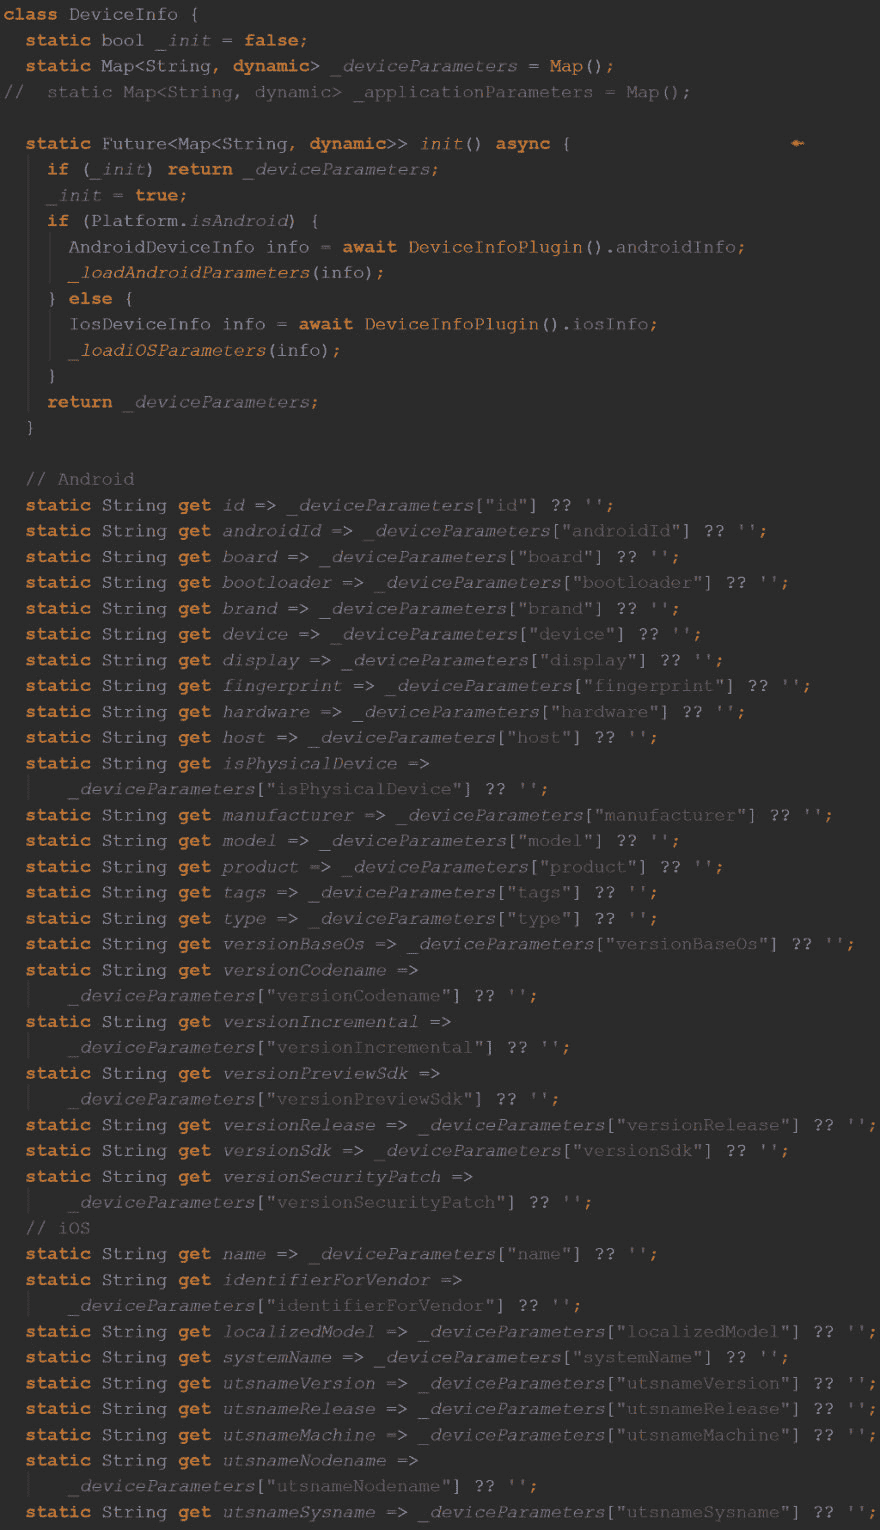 class DeviceInfo {
  static bool _init = false;
  static Map<String, dynamic> _deviceParameters = Map();
//  static Map<String, dynamic> _applicationParameters = Map();

  static Future<Map<String, dynamic>> init() async {
    if (_init) return _deviceParameters;
    _init = true;
    if (Platform.isAndroid) {
      AndroidDeviceInfo info = await DeviceInfoPlugin().androidInfo;
      _loadAndroidParameters(info);
    } else {
      IosDeviceInfo info = await DeviceInfoPlugin().iosInfo;
      _loadiOSParameters(info);
    }
    return _deviceParameters;
  }

  // Android
  static String get id => _deviceParameters["id"] ?? '';
  static String get androidId => _deviceParameters["androidId"] ?? '';
  static String get board => _deviceParameters["board"] ?? '';
  static String get bootloader => _deviceParameters["bootloader"] ?? '';
  static String get brand => _deviceParameters["brand"] ?? '';
  static String get device => _deviceParameters["device"] ?? '';
  static String get display => _deviceParameters["display"] ?? '';
  static String get fingerprint => _deviceParameters["fingerprint"] ?? '';
  static String get hardware => _deviceParameters["hardware"] ?? '';
  static String get host => _deviceParameters["host"] ?? '';
  static String get isPhysicalDevice =>
      _deviceParameters["isPhysicalDevice"] ?? '';
  static String get manufacturer => _deviceParameters["manufacturer"] ?? '';
  static String get model => _deviceParameters["model"] ?? '';
  static String get product => _deviceParameters["product"] ?? '';
  static String get tags => _deviceParameters["tags"] ?? '';
  static String get type => _deviceParameters["type"] ?? '';
  static String get versionBaseOs => _deviceParameters["versionBaseOs"] ?? '';
  static String get versionCodename =>
      _deviceParameters["versionCodename"] ?? '';
  static String get versionIncremental =>
      _deviceParameters["versionIncremental"] ?? '';
  static String get versionPreviewSdk =>
      _deviceParameters["versionPreviewSdk"] ?? '';
  static String get versionRelease => _deviceParameters["versionRelease"] ?? '';
  static String get versionSdk => _deviceParameters["versionSdk"] ?? '';
  static String get versionSecurityPatch =>
      _deviceParameters["versionSecurityPatch"] ?? '';
  // iOS
  static String get name => _deviceParameters["name"] ?? '';
  static String get identifierForVendor =>
      _deviceParameters["identifierForVendor"] ?? '';
  static String get localizedModel => _deviceParameters["localizedModel"] ?? '';
  static String get systemName => _deviceParameters["systemName"] ?? '';
  static String get utsnameVersion => _deviceParameters["utsnameVersion"] ?? '';
  static String get utsnameRelease => _deviceParameters["utsnameRelease"] ?? '';
  static String get utsnameMachine => _deviceParameters["utsnameMachine"] ?? '';
  static String get utsnameNodename =>
      _deviceParameters["utsnameNodename"] ?? '';
  static String get utsnameSysname => _deviceParameters["utsnameSysname"] ?? '';